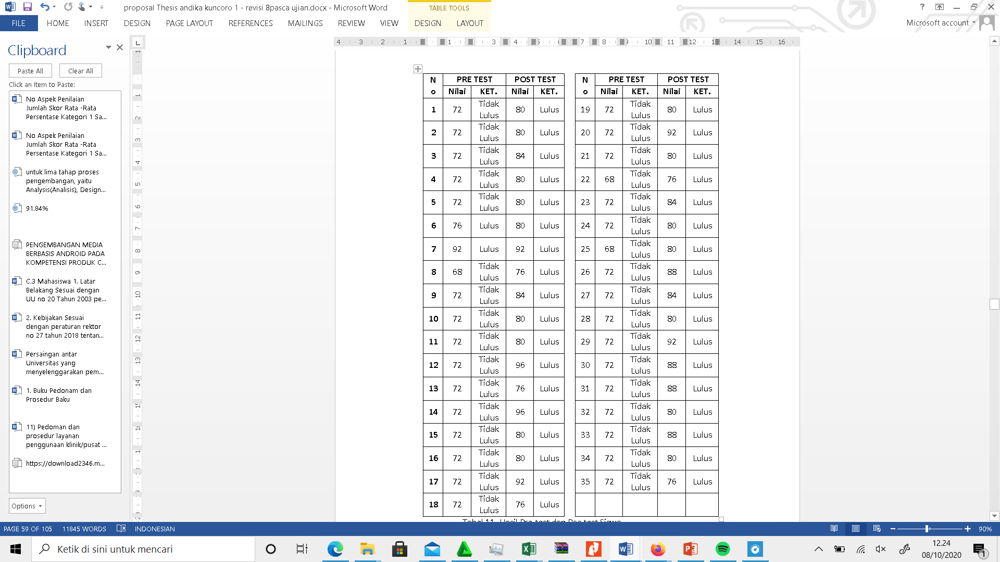 proposal Thesis andika kuncoro 1 - revisi 8pasca ujian.docx - Microsoft Word
TABLE TOOLS
FILE HOME INSERT DESIGN PAGE LAYOUT REFERENCES MAILINGS REVIEW VIEW DESIGN LAYOUT
Microsoft account
Clipboard
Paste All Clear All
Click an Item to Paste:
No Aspek Penilaian
Jumlah Skor Rata -Rata
Persentase Kategori 1 Sa...
No Aspek Penilaian
Jumlah Skor Rata -Rata
Persentase Kategori 1 Sa...
untuk lima tahap proses
pengembangan, yaitu
Analysis(Analisis), Design...
91.84%
PENGEMBANGAN MEDIA
BERBASIS ANDROID PADA
KOMPETENSI PRODUK C...
C.3 Mahasiswa 1. Latar
Belakang Sesuai dengan
UU no 20 Tahun 2003 pe...
2. Kebijakan Sesuai
dengan peraturan rektor
no 27 tahun 2018 tentan...
Persaingan antar
Universitas yang
menyelenggarakan pem...
1. Buku Pedonam dan
Prosedur Baku
11) Pedoman dan
prosedur layanan
penggunaan klinik/pusat ...
https://download2346.m...
Options
4 3 2 1 1 3 4 5 7 8 9 10 11 12 13 14 15 16
No PRE TEST POST TEST No PRE TEST POST TEST
Nilai KET. Nilai KET. Nilai KET. Nilai KET.
1 72 Tidak Lulus 80 Lulus 19 72 Tidak Lulus 80 Lulus
2 72 Tidak Lulus 80 Lulus 20 72 Tidak Lulus 92 Lulus
3 72 Tidak Lulus 84 Lulus 21 72 Tidak Lulus 80 Lulus
4 72 Tidak Lulus 80 Lulus 22 68 Tidak Lulus 76 Lulus
5 72 Tidak Lulus 80 Lulus 23 72 Tidak Lulus 84 Lulus
6 76 Lulus 80 Lulus 24 72 Tidak Lulus 80 Lulus
7 92 Lulus 92 Lulus 25 68 Tidak Lulus 80 Lulus
8 68 Tidak Lulus 76 Lulus 26 72 Tidak Lulus 88 Lulus
9 72 Tidak Lulus 84 Lulus 27 72 Tidak Lulus 84 Lulus
10 72 Tidak Lulus 80 Lulus 28 72 Tidak Lulus 80 Lulus
11 72 Tidak Lulus 80 Lulus 29 72 Tidak Lulus 92 Lulus
12 72 Tidak Lulus 96 Lulus 30 72 Tidak Lulus 88 Lulus
13 72 Tidak Lulus 76 Lulus 31 72 Tidak Lulus 88 Lulus
14 72 Tidak Lulus 96 Lulus 32 72 Tidak Lulus 80 Lulus
15 72 Tidak Lulus 80 Lulus 33 72 Tidak Lulus 88 Lulus
16 72 Tidak Lulus 80 Lulus 34 72 Tidak Lulus 80 Lulus
17 72 Tidak Lulus 92 Lulus 35 72 Tidak Lulus 76 Lulus
18 72 Tidak Lulus 76 Lulus
Tabel 11. Hasil Pre test dan Pos test Siswa
PAGE 59 OF 105 11845 WORDS INDONESIAN 90%
Ketik di sini untuk mencari
12.24
08/10/2020
1